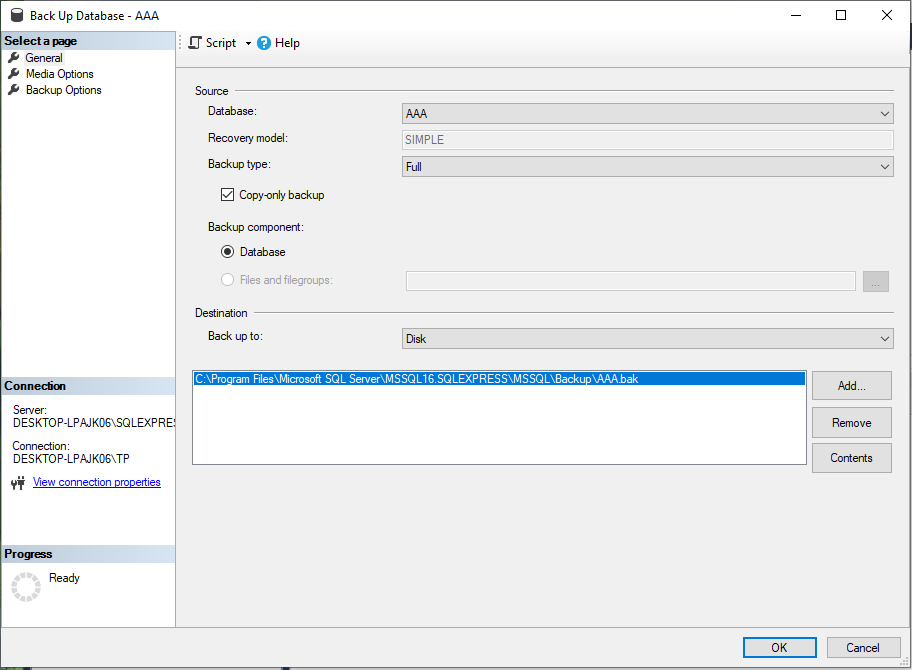 Back Up Database - AAA
Select a page
General
Media Options
Backup Options
Script
Help
Source
Database:
AAA
Recovery model:
SIMPLE
Backup type:
Full
Copy-only backup
Backup component:
Database
Files and filegroups:
...
Destination
Back up to:
Disk
C:\Program Files\Microsoft SQL Server\MSSQL16.SQLEXPRESS\MSSQL\Backup\AAA.bak
Add...
Remove
Contents
Connection
Server:
DESKTOP-LPAJK06\SQLEXPRES
Connection:
DESKTOP-LPAJK06\TP
View connection properties
Progress
Ready
OK
Cancel